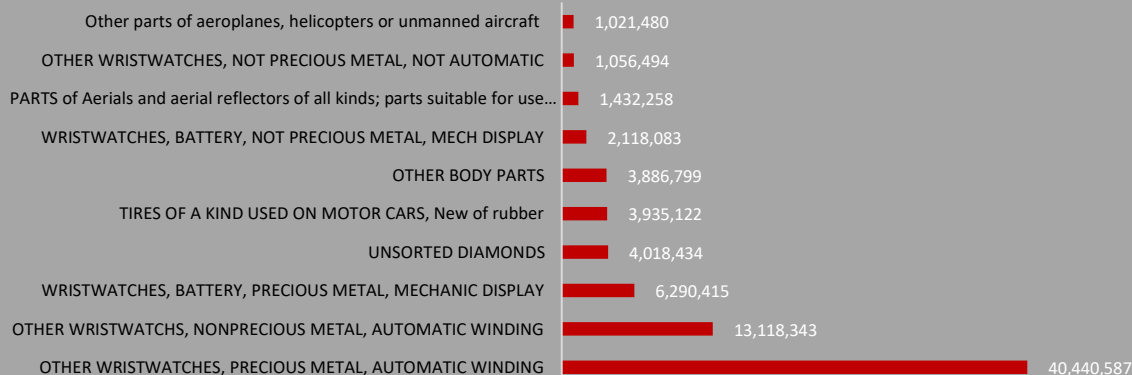 Other parts of aeroplanes, helicopters or unmanned aircraft 1,021,480
OTHER WRISTWATCHES, NOT PRECIOUS METAL, NOT AUTOMATIC 1,056,494
PARTS of Aerials and aerial reflectors of all kinds; parts suitable for use... 1,432,258
WRISTWATCHES, BATTERY, NOT PRECIOUS METAL, MECH DISPLAY 2,118,083
OTHER BODY PARTS 3,886,799
TIRES OF A KIND USED ON MOTOR CARS, New of rubber 3,935,122
UNSORTED DIAMONDS 4,018,434
WRISTWATCHES, BATTERY, PRECIOUS METAL, MECHANIC DISPLAY 6,290,415
OTHER WRISTWATCHS, NONPRECIOUS METAL, AUTOMATIC WINDING 13,118,343
OTHER WRISTWATCHES, PRECIOUS METAL, AUTOMATIC WINDING 40,440,587